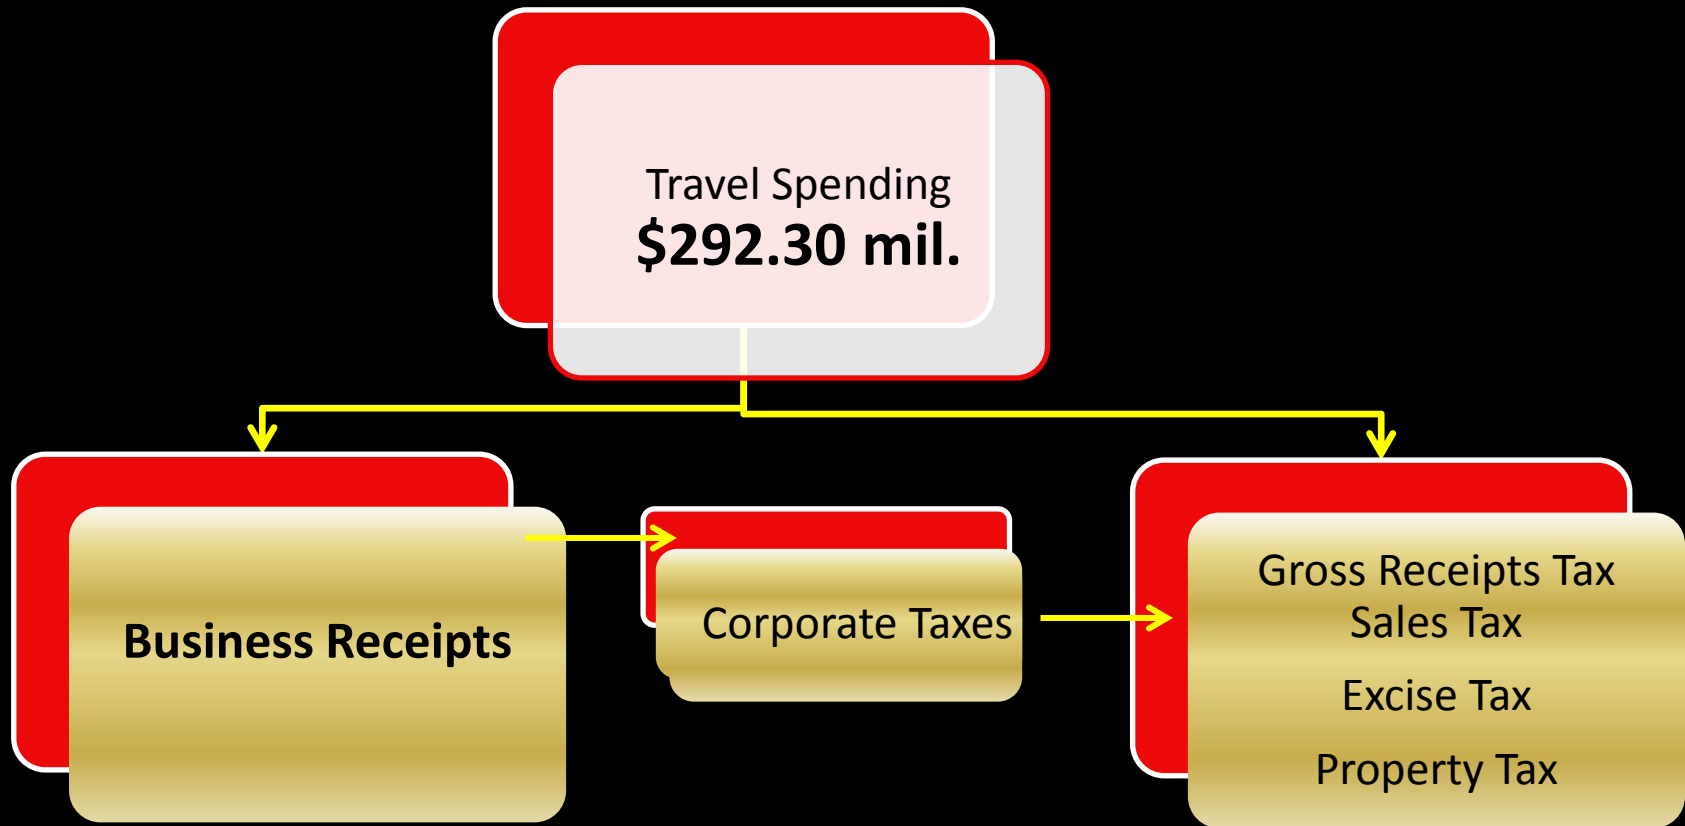 Travel Spending
$292.30 mil.
Business Receipts
Corporate Taxes
Gross Receipts Tax
Sales Tax
Excise Tax
Property Tax